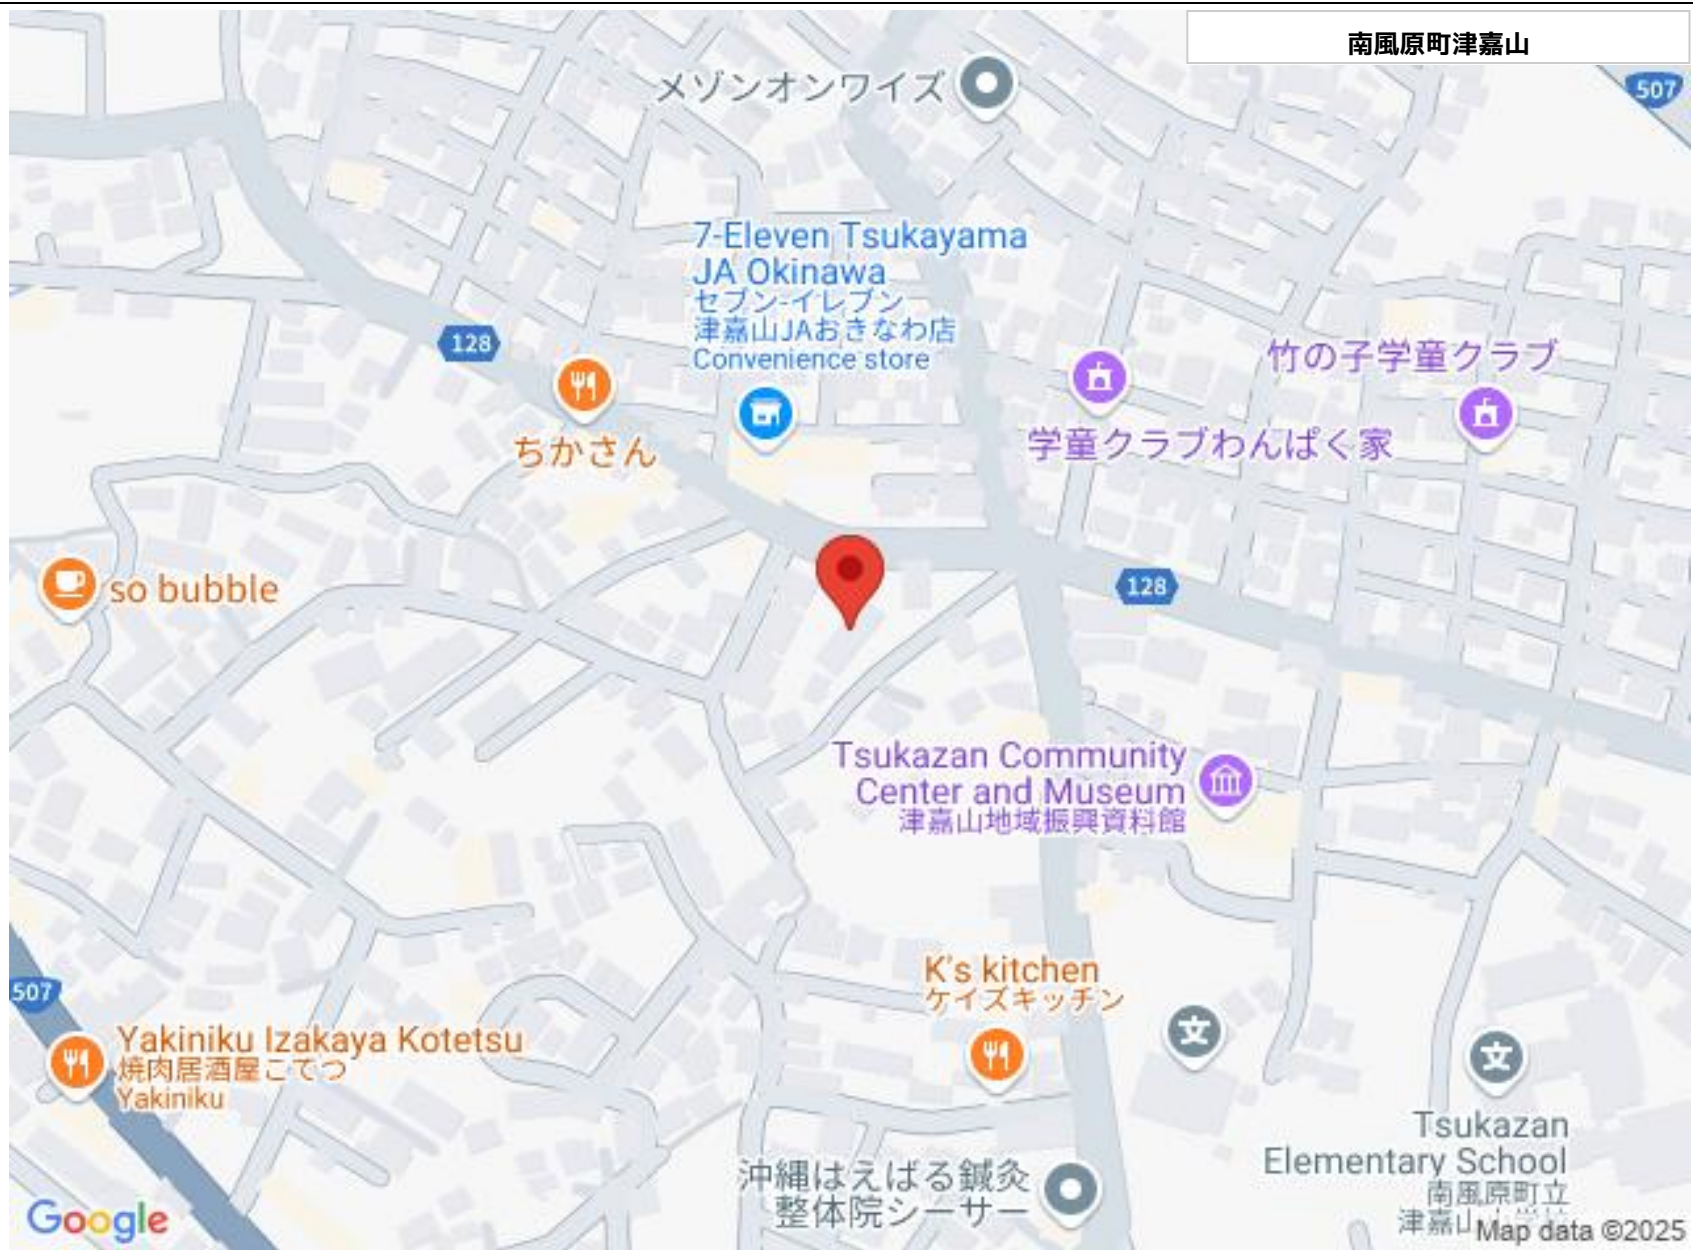 南風原町津嘉山
507
メゾンオンワイズ
7-Eleven Tsukayama
JA Okinawa
セブン-イレブン
津嘉山JAおきなわ店
Convenience store
128
竹の子学童クラブ
ちかさん
学童クラブわんぱく家
so bubble
128
Tsukazan Community
Center and Museum
津嘉山地域振興資料館
507
K's kitchen
ケイズキッチン
文
文
Yakiniku Izakaya Kotetsu
焼肉居酒屋こてつ
Yakiniku
Tsukazan
Elementary School
南風原町立
津嘉山
沖縄はえばる鍼灸
整体院シーサー
Google
Map data ©2025